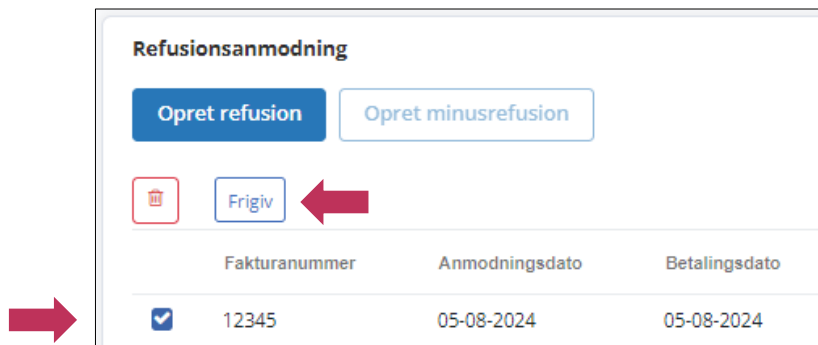 Refusionsanmodning
Opret refusion Opret minusrefusion
Frigiv
Fakturanummer Anmodningsdato Betalingsdato
12345 05-08-2024 05-08-2024